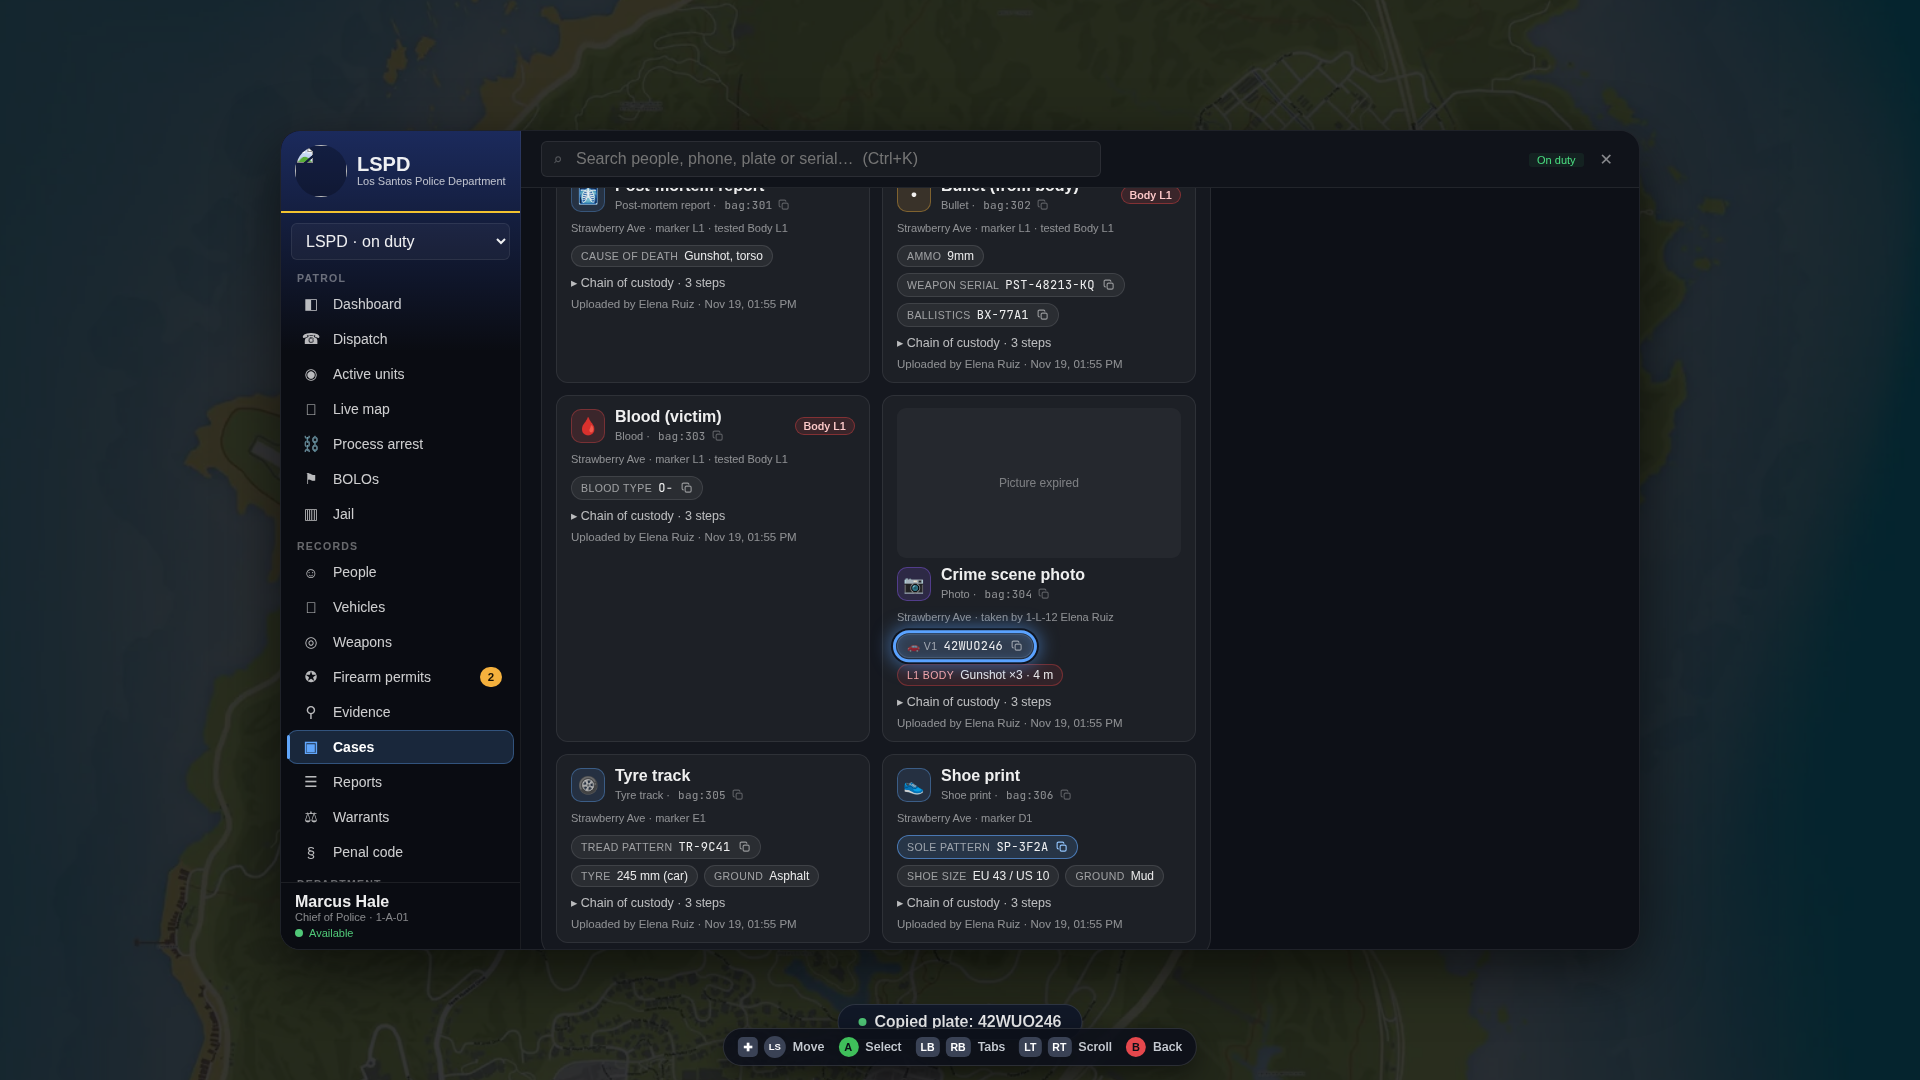 LSPD
Los Santos Police Department
LSPD · on duty
PATROL
Dashboard
Dispatch
Active units
Live map
Process arrest
BOLOs
Jail
RECORDS
People
Vehicles
Weapons
Firearm permits 2
Evidence
Cases
Reports
Warrants
§ Penal code
DEPARTMENT
Marcus Hale
Chief of Police · 1-A-01
Available
Search people, phone, plate or serial… (Ctrl+K)
On duty
Post-mortem report
Post-mortem report · bag:301
Strawberry Ave · marker L1 · tested Body L1
CAUSE OF DEATH Gunshot, torso
▸ Chain of custody · 3 steps
Uploaded by Elena Ruiz · Nov 19, 01:55 PM
Bullet (from body)
Body L1
Bullet · bag:302
Strawberry Ave · marker L1 · tested Body L1
AMMO 9mm
WEAPON SERIAL PST-48213-KQ
BALLISTICS BX-77A1
▸ Chain of custody · 3 steps
Uploaded by Elena Ruiz · Nov 19, 01:55 PM
Blood (victim)
Body L1
Blood · bag:303
Strawberry Ave · marker L1 · tested Body L1
BLOOD TYPE O-
▸ Chain of custody · 3 steps
Uploaded by Elena Ruiz · Nov 19, 01:55 PM
Picture expired
Crime scene photo
Photo · bag:304
Strawberry Ave · taken by 1-L-12 Elena Ruiz
V1 42WUO246
L1 BODY Gunshot ×3 · 4 m
▸ Chain of custody · 3 steps
Uploaded by Elena Ruiz · Nov 19, 01:55 PM
Tyre track
Tyre track · bag:305
Strawberry Ave · marker E1
TREAD PATTERN TR-9C41
TYRE 245 mm (car) GROUND Asphalt
▸ Chain of custody · 3 steps
Uploaded by Elena Ruiz · Nov 19, 01:55 PM
Shoe print
Shoe print · bag:306
Strawberry Ave · marker D1
SOLE PATTERN SP-3F2A
SHOE SIZE EU 43 / US 10 GROUND Mud
▸ Chain of custody · 3 steps
Uploaded by Elena Ruiz · Nov 19, 01:55 PM
Copied plate: 42WUO246
LS Move A Select LB RB Tabs LT RT Scroll B Back